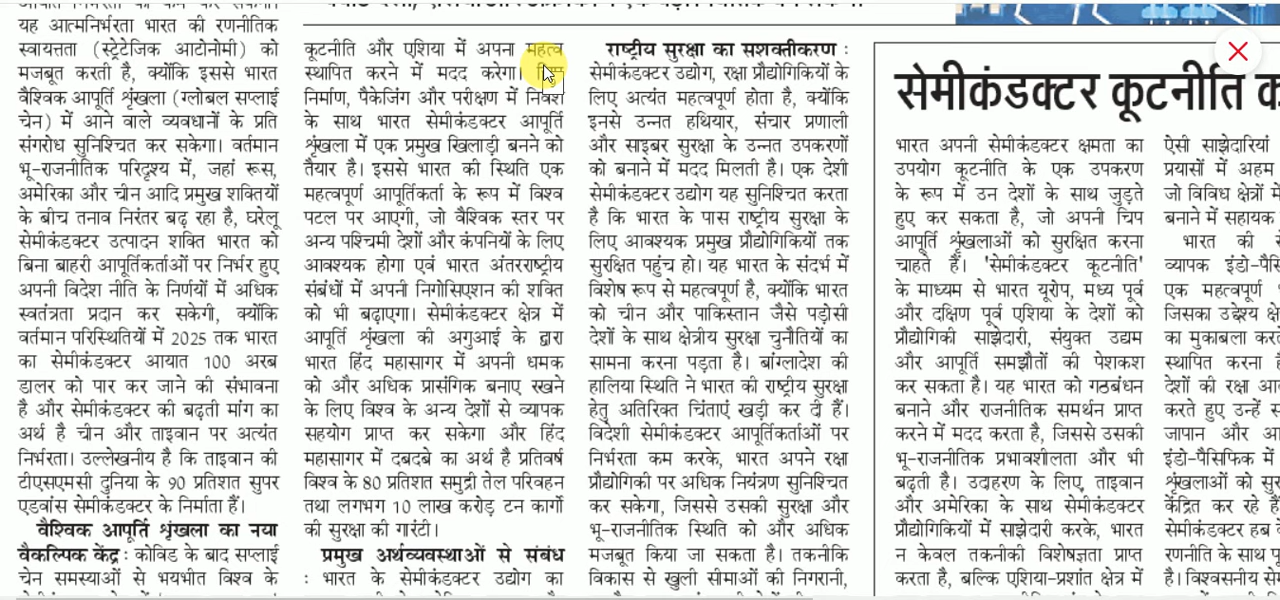 यह आत्मनिर्भरता भारत की रणनीतिक
स्वायत्तता (स्ट्रेटेजिक आटोनोमी) को
मजबूत करती है, क्योंकि इससे भारत
वैश्विक आपूर्ति श्रृंखला (ग्लोबल सप्लाई
चेन) में आने वाले व्यवधानों के प्रति
संगरोध सुनिश्चित कर सकेगा। वर्तमान
भू-राजनीतिक परिदृश्य में, जहां रूस,
अमेरिका और चीन आदि प्रमुख शक्तियों
के बीच तनाव निरंतर बढ़ रहा है, घरेलू
सेमीकंडक्टर उत्पादन शक्ति भारत को
बिना बाहरी आपूर्तिकर्ताओं पर निर्भर हुए
अपनी विदेश नीति के निर्णयों में अधिक
स्वतंत्रता प्रदान कर सकेगी, क्योंकि
वर्तमान परिस्थितियों में 2025 तक भारत
का सेमीकंडक्टर आयात 100 अरब
डालर को पार कर जाने की संभावना
है और सेमीकंडक्टर की बढ़ती मांग का
अर्थ है चीन और ताइवान पर अत्यंत
निर्भरता। उल्लेखनीय है कि ताइवान की
टीएसएमसी दुनिया के 90 प्रतिशत सुपर
एडवांस सेमीकंडक्टर के निर्माता हैं।
वैश्विक आपूर्ति श्रृंखला का नया
वैकल्पिक केंद्र : कोविड के बाद सप्लाई
चेन समस्याओं से भयभीत विश्व के
कूटनीति और एशिया में अपना महत्व
स्थापित करने में मदद करेगा।
निर्माण, पैकेजिंग और परीक्षण में निवेश
के साथ भारत सेमीकंडक्टर आपूर्ति
श्रृंखला में एक प्रमुख खिलाड़ी बनने को
तैयार है। इससे भारत की स्थिति एक
महत्वपूर्ण आपूर्तिकर्ता के रूप में विश्व
पटल पर आएगी, जो वैश्विक स्तर पर
अन्य पश्चिमी देशों और कंपनियों के लिए
आवश्यक होगा एवं भारत अंतरराष्ट्रीय
संबंधों में अपनी निगोसिएशन की शक्ति
को भी बढ़ाएगा। सेमीकंडक्टर क्षेत्र में
आपूर्ति श्रृंखला की अगुआई के द्वारा
भारत हिंद महासागर में अपनी धमक
को और अधिक प्रासंगिक बनाए रखने
के लिए विश्व के अन्य देशों से व्यापक
सहयोग प्राप्त कर सकेगा और हिंद
महासागर में दबदबे का अर्थ है प्रतिवर्ष
विश्व के 80 प्रतिशत समुद्री तेल परिवहन
तथा लगभग 10 लाख करोड़ टन कार्गो
की सुरक्षा की गारंटी।
प्रमुख अर्थव्यवस्थाओं से संबंध
: भारत के सेमीकंडक्टर उद्योग का
राष्ट्रीय सुरक्षा का सशक्तीकरण :
सेमीकंडक्टर उद्योग, रक्षा प्रौद्योगिकियों के
लिए अत्यंत महत्वपूर्ण होता है, क्योंकि
इनसे उन्नत हथियार, संचार प्रणाली
और साइबर सुरक्षा के उन्नत उपकरणों
को बनाने में मदद मिलती है। एक देशी
सेमीकंडक्टर उद्योग यह सुनिश्चित करता
है कि भारत के पास राष्ट्रीय सुरक्षा के
लिए आवश्यक प्रमुख प्रौद्योगिकियों तक
सुरक्षित पहुंच हो। यह भारत के संदर्भ में
विशेष रूप से महत्वपूर्ण है, क्योंकि भारत
को चीन और पाकिस्तान जैसे पड़ोसी
देशों के साथ क्षेत्रीय सुरक्षा चुनौतियों का
सामना करना पड़ता है। बांग्लादेश की
हालिया स्थिति ने भारत की राष्ट्रीय सुरक्षा
हेतु अतिरिक्त चिंताएं खड़ी कर दी हैं।
विदेशी सेमीकंडक्टर आपूर्तिकर्ताओं पर
निर्भरता कम करके, भारत अपने रक्षा
प्रौद्योगिकी पर अधिक नियंत्रण सुनिश्चित
कर सकेगा, जिससे उसकी सुरक्षा और
भू-राजनीतिक स्थिति को और अधिक
मजबूत किया जा सकता है। तकनीकि
विकास से खुली सीमाओं की निगरानी,
सेमीकंडक्टर कूटनीति
भारत अपनी सेमीकंडक्टर क्षमता का
उपयोग कूटनीति के एक उपकरण
के रूप में उन देशों के साथ जुड़ते
हुए कर सकता है, जो अपनी चिप
आपूर्ति श्रृंखलाओं को सुरक्षित करना
चाहते हैं। 'सेमीकंडक्टर कूटनीति'
के माध्यम से भारत यूरोप, मध्य पूर्व
और दक्षिण पूर्व एशिया के देशों को
प्रौद्योगिकी साझेदारी, संयुक्त उद्यम
और आपूर्ति समझौतों की पेशकश
कर सकता है। यह भारत को गठबंधन
बनाने और राजनीतिक समर्थन प्राप्त
करने में मदद करता है, जिससे उसकी
भू-राजनीतिक प्रभावशीलता और भी
बढ़ती है। उदाहरण के लिए, ताइवान
और अमेरिका के साथ सेमीकंडक्टर
प्रौद्योगिकियों में साझेदारी करके, भारत
न केवल तकनीकी विशेषज्ञता प्राप्त
करता है, बल्कि एशिया-प्रशांत क्षेत्र में
ऐसी साझेदारियां
प्रयासों में अहम
जो विविध क्षेत्रों में
बनाने में सहायक
भारत की
व्यापक
एक महत्वपूर्ण
जिसका उद्देश्य
का मुकाबला
स्थापित करना
देशों की रक्षा
करते हुए उन्हें
जापान और
इंडो-पैसिफिक में
श्रृंखलाओं को
केंद्रित कर रहे
सेमीकंडक्टर हब
रणनीति के साथ
है। विश्वसनीय